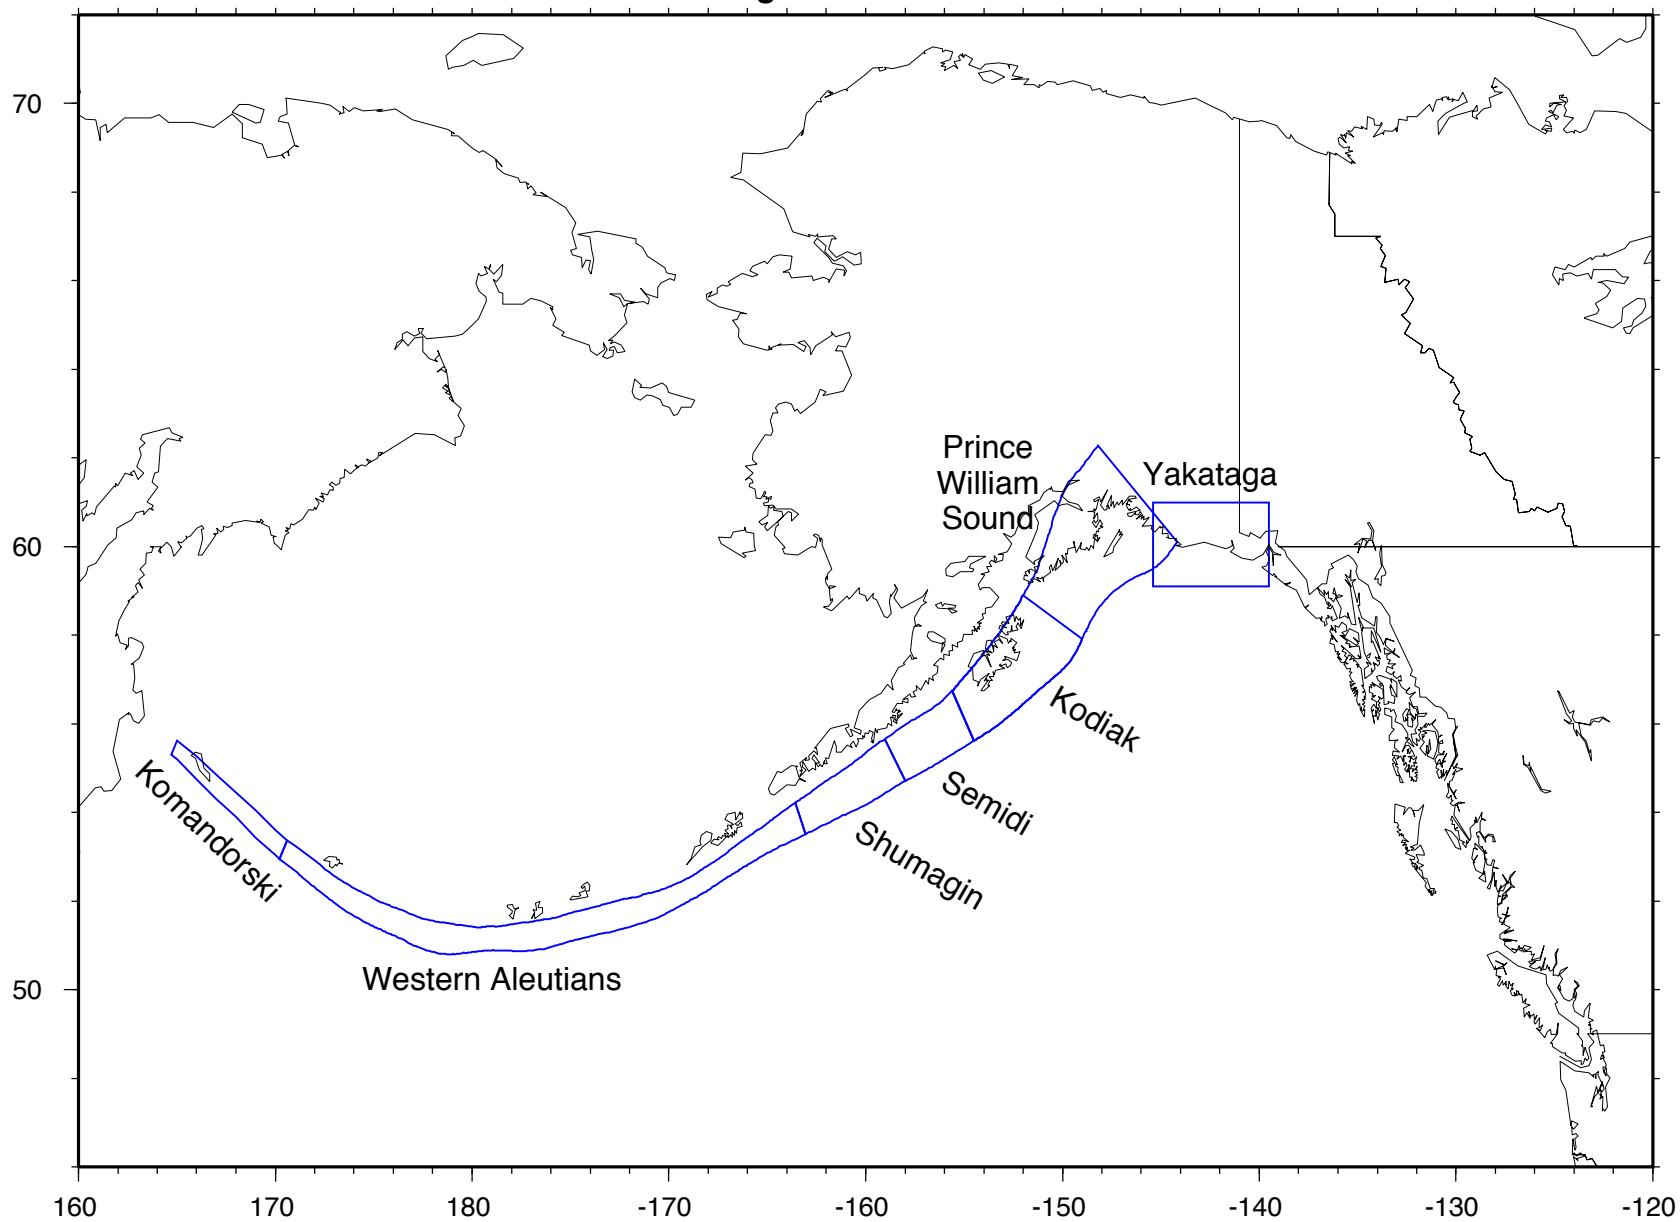 70
Prince
William
Sound
Yakataga
60
Kodiak
Komandorski
Semidi
Shumagin
Western Aleutians
50
160 170 180 -170 -160 -150 -140 -130 -120